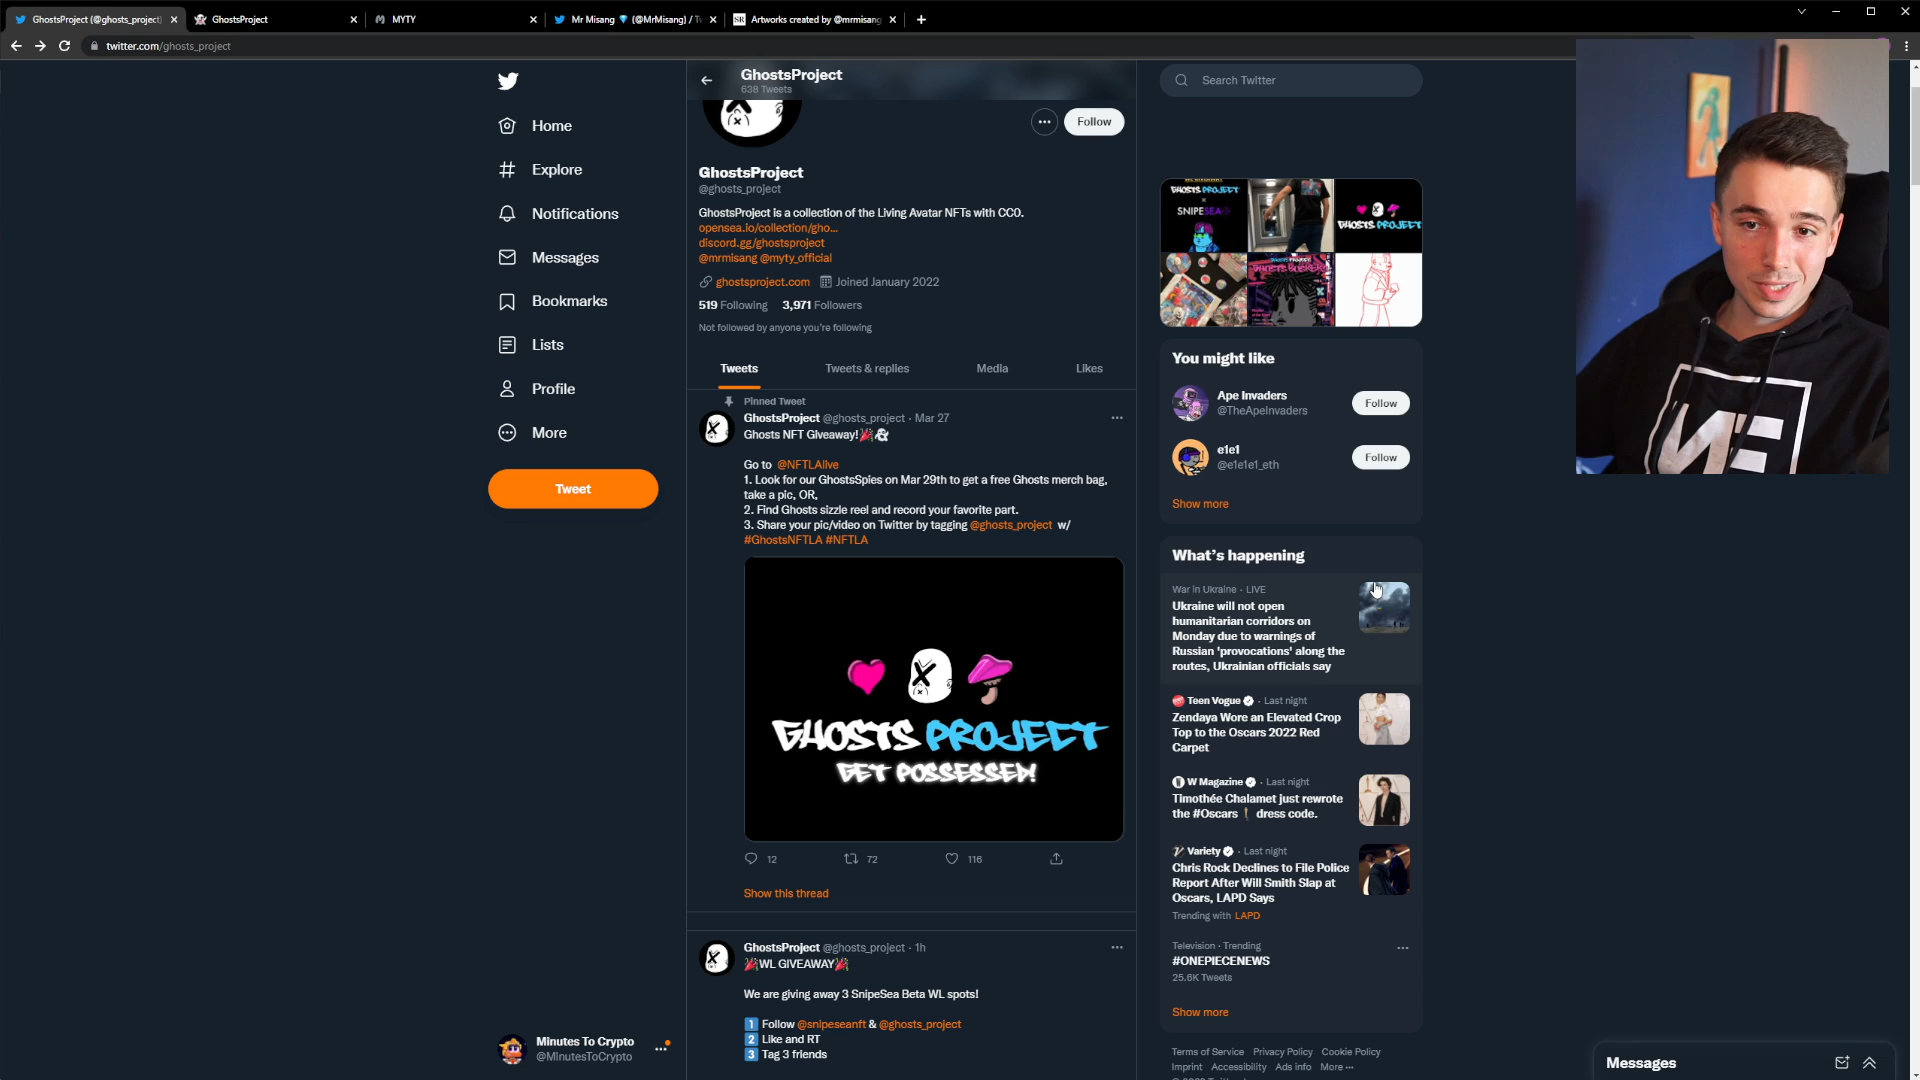 GhostsProject (@ghosts_project)
GhostsProject
MYTY
Mr Misang 💎 (@MrMisang) / Tw
Artworks created by @mrmisang
twitter.com/ghosts_project
GhostsProject
638 Tweets
Search Twitter
Home
Explore
Notifications
Messages
Bookmarks
Lists
Profile
More
Tweet
Minutes To Crypto
@MinutesToCrypto
Follow
GhostsProject
@ghosts_project
GhostsProject is a collection of the Living Avatar NFTs with CC0.
opensea.io/collection/gho...
discord.gg/ghostsproject
@mrmisang @myty_official
ghostsproject.com Joined January 2022
519 Following 3,971 Followers
Not followed by anyone you're following
Tweets Tweets & replies Media Likes
Pinned Tweet
GhostsProject @ghosts_project · Mar 27
Ghosts NFT Giveaway!🎉👻
Go to @NFTLAlive
1. Look for our GhostsSpies on Mar 29th to get a free Ghosts merch bag,
take a pic, OR,
2. Find Ghosts sizzle reel and record your favorite part.
3. Share your pic/video on Twitter by tagging @ghosts_project w/
#GhostsNFTLA #NFTLA
GHOSTS PROJECT
GET POSSESSED!
12 72 116
Show this thread
GhostsProject @ghosts_project · 1h
🎉WL GIVEAWAY🎉
We are giving away 3 SnipeSea Beta WL spots!
1️⃣ Follow @snipeseanft & @ghosts_project
2️⃣ Like and RT
3️⃣ Tag 3 friends
GHOSTS PROJECT
×
SNIPESEA
GHOSTS PROJECT
You might like
Ape Invaders
@TheApeInvaders
Follow
e1e1
@e1e1e1_eth
Follow
Show more
What's happening
War in Ukraine · LIVE
Ukraine will not open
humanitarian corridors on
Monday due to warnings of
Russian 'provocations' along the
routes, Ukrainian officials say
Teen Vogue · Last night
Zendaya Wore an Elevated Crop
Top to the Oscars 2022 Red
Carpet
W Magazine · Last night
Timothée Chalamet just rewrote
the #Oscars dress code.
Variety · Last night
Chris Rock Declines to File Police
Report After Will Smith Slap at
Oscars, LAPD Says
Trending with LAPD
Television · Trending
#ONEPIECENEWS
25.6K Tweets
Show more
Terms of Service Privacy Policy Cookie Policy
Imprint Accessibility Ads info More ···
Messages